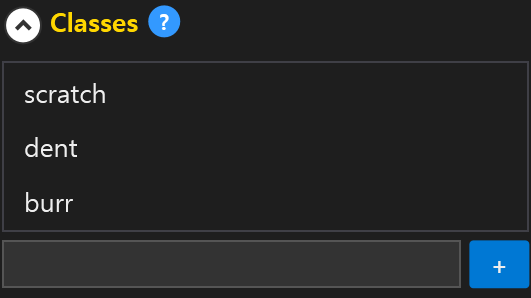 Classes ?
scratch
dent
burr
+